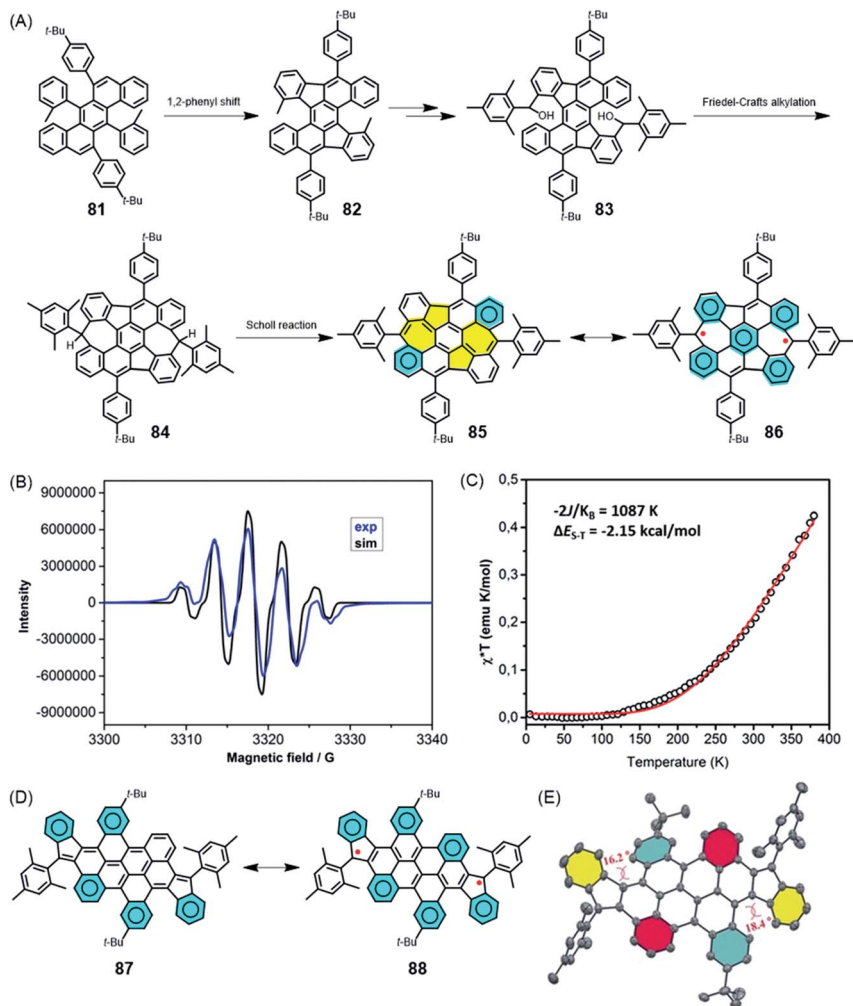 (A)
t-Bu
t-Bu
81
1,2-phenyl shift
t-Bu
t-Bu
82
t-Bu
OH
HO
t-Bu
83
Friedel-Crafts alkylation
t-Bu
H
H
t-Bu
84
Scholl reaction
t-Bu
t-Bu
85
t-Bu
t-Bu
86
(B)
9000000
6000000
3000000
0
-3000000
-6000000
-9000000
Intensity
exp
sim
3300 3310 3320 3330 3340
Magnetic field / G
(C)
-2J/KB = 1087 K
ΔES-T = -2.15 kcal/mol
0,5
0,4
0,3
0,2
0,1
0,0
χ*T (emu K/mol)
0 50 100 150 200 250 300 350 400
Temperature (K)
(D)
t-Bu
t-Bu
87
t-Bu
t-Bu
88
(E)
16.2°
18.4°